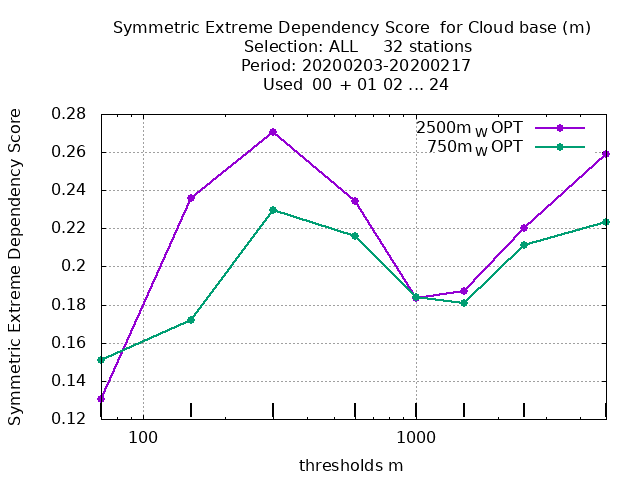 Symmetric Extreme Dependency Score for Cloud base (m)
Selection: ALL 32 stations
Period: 20200203-20200217
Used 00 + 01 02 ... 24
2500m W OPT
750m W OPT
Symmetric Extreme Dependency Score
0.28
0.26
0.24
0.22
0.2
0.18
0.16
0.14
0.12
100 1000
thresholds m